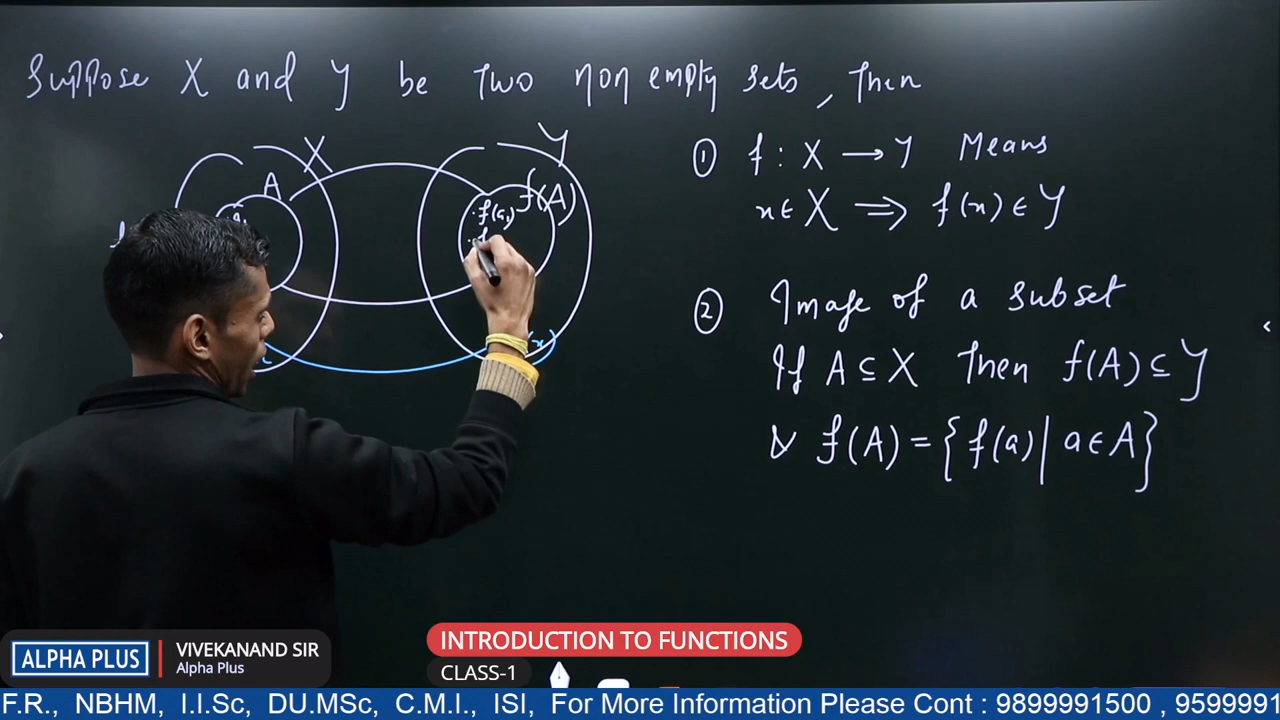 Suppose X and Y be two non empty sets, Then
X
Y
A
f(A)
.f(a₁)
(x)
① f : X → Y Means
x ∈ X ⇒ f(x) ∈ Y
② Image of a subset
If A ⊆ X Then f(A) ⊆ Y
& f(A) = {f(a) | a ∈ A}
ALPHA PLUS
VIVEKANAND SIR
Alpha Plus
INTRODUCTION TO FUNCTIONS
CLASS-1
F.R., NBHM, I.I.Sc, DU.MSc, C.M.I., ISI, For More Information Please Cont : 9899991500 , 9599991